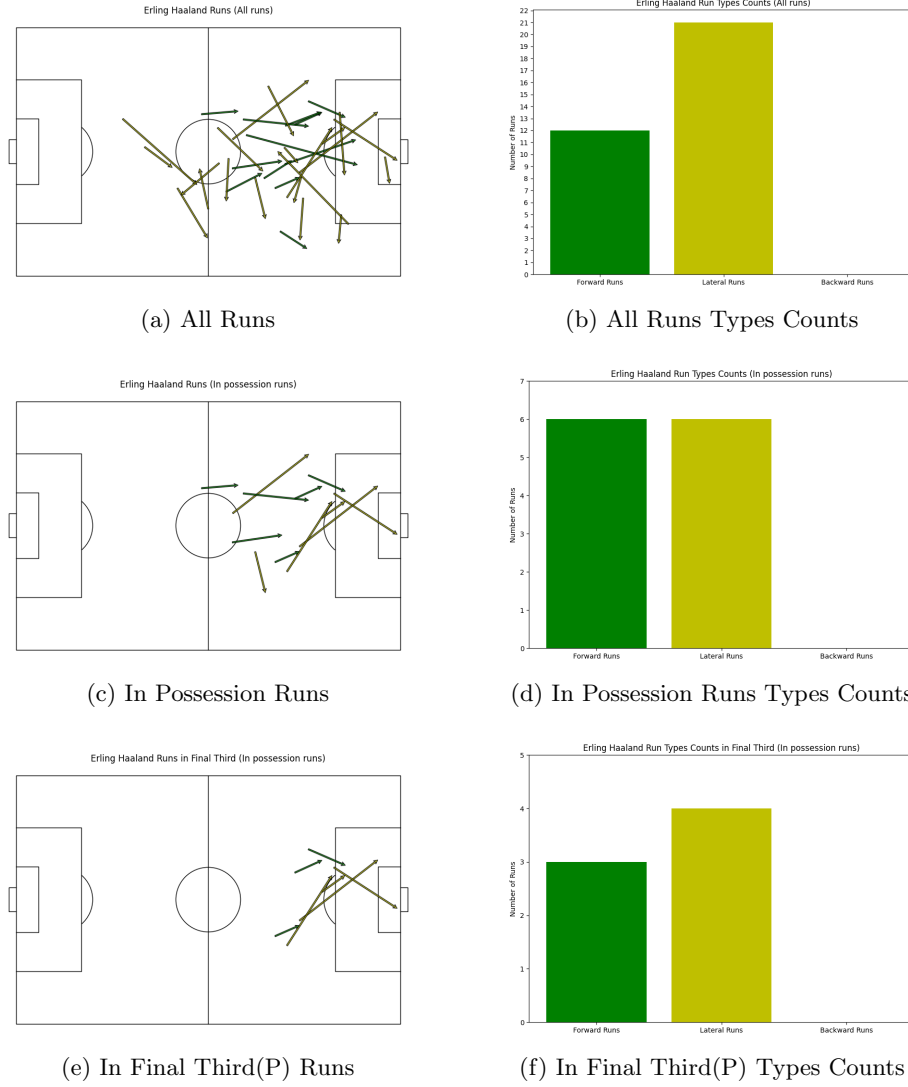 Erling Haaland Runs (All runs)
(a) All Runs
Erling Haaland Run Types Counts (All runs)
Number of Runs
22
21
20
19
18
17
16
15
14
13
12
11
10
9
8
7
6
5
4
3
2
1
0
Forward Runs Lateral Runs Backward Runs
(b) All Runs Types Counts
Erling Haaland Runs (In possession runs)
(c) In Possession Runs
Erling Haaland Run Types Counts (In possession runs)
Number of Runs
7
6
5
4
3
2
1
0
Forward Runs Lateral Runs Backward Runs
(d) In Possession Runs Types Counts
Erling Haaland Runs in Final Third (In possession runs)
(e) In Final Third(P) Runs
Erling Haaland Run Types Counts in Final Third (In possession runs)
Number of Runs
5
4
3
2
1
0
Forward Runs Lateral Runs Backward Runs
(f) In Final Third(P) Types Counts